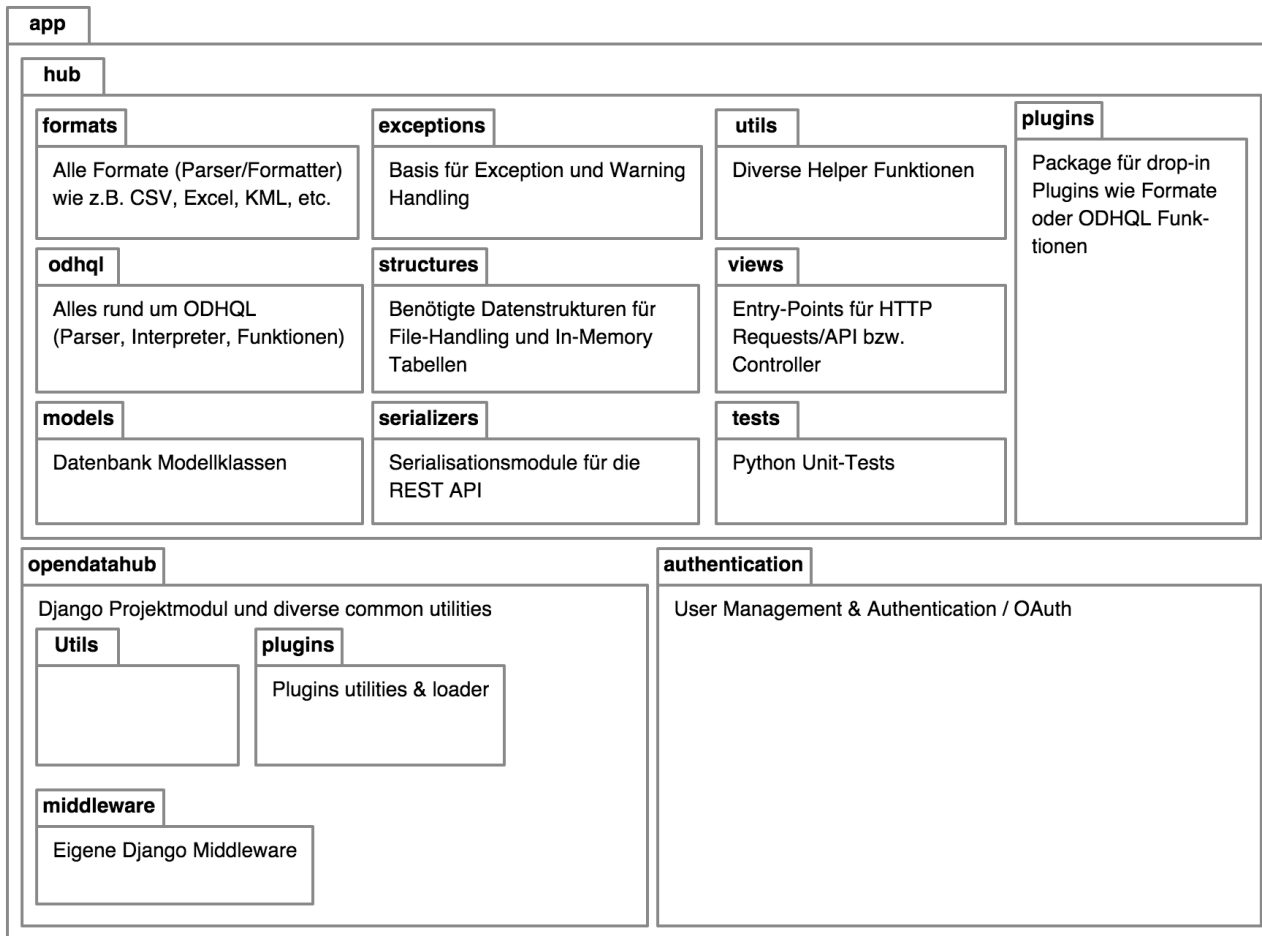 app
hub
formats
Alle Formate (Parser/Formatter)
wie z.B. CSV, Excel, KML, etc.
exceptions
Basis für Exception und Warning
Handling
utils
Diverse Helper Funktionen
plugins
Package für drop-in
Plugins wie Formate
oder ODHQL Funk-
tionen
odhql
Alles rund um ODHQL
(Parser, Interpreter, Funktionen)
structures
Benötigte Datenstrukturen für
File-Handling und In-Memory
Tabellen
views
Entry-Points für HTTP
Requests/API bzw.
Controller
models
Datenbank Modellklassen
serializers
Serialisationsmodule für die
REST API
tests
Python Unit-Tests
opendatahub
Django Projektmodul und diverse common utilities
Utils
plugins
Plugins utilities & loader
middleware
Eigene Django Middleware
authentication
User Management & Authentication / OAuth